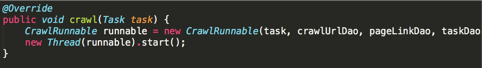 @Override
public void crawl(Task task) {
CrawlRunnable runnable = new CrawlRunnable(task, crawlUrlDao, pageLinkDao, taskDao
new Thread(runnable).start();
}